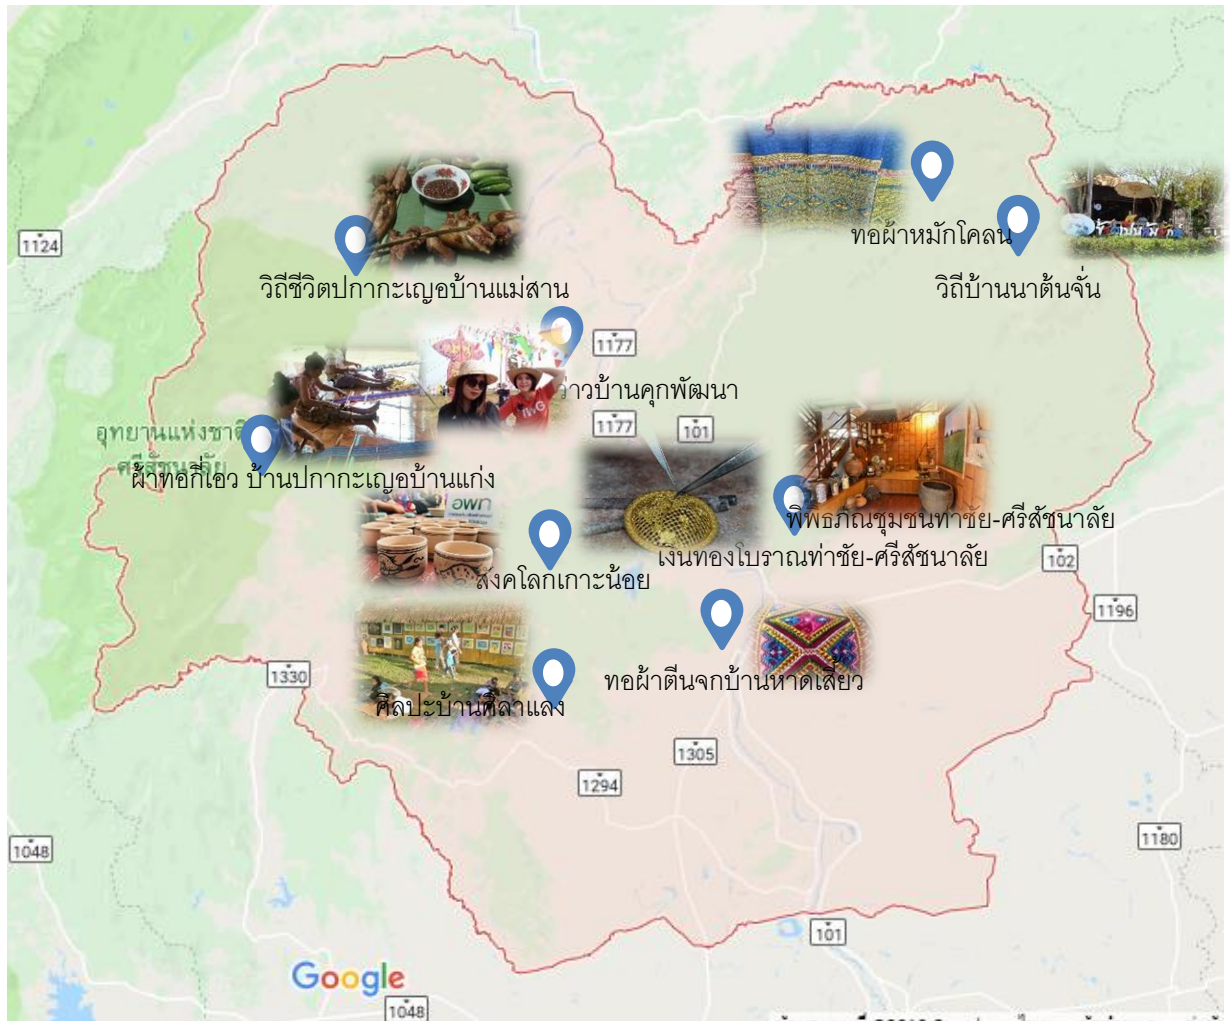 1124
ทอผ้าหมักโคลน
วิถีชีวิตปกากะเญอบ้านแม่สาน
วิถีบ้านนาต้นจั่น
1177
ว่าวบ้านคุกพัฒนา
1177
101
อุทยานแห่งชาติ
ศรีสัชนาลัย
ผ้าทอกี่เอว บ้านปกากะเญอบ้านแก่ง
อพท
พิพิธภัณชุมชนท่าชัย-ศรีสัชนาลัย
เงินทองโบราณท่าชัย-ศรีสัชนาลัย
102
สังคโลกเกาะน้อย
1196
1330
ทอผ้าตีนจกบ้านหาดเสี้ยว
ศิลปะบ้านศิลาแลง
1305
1294
1180
1048
101
Google
1048